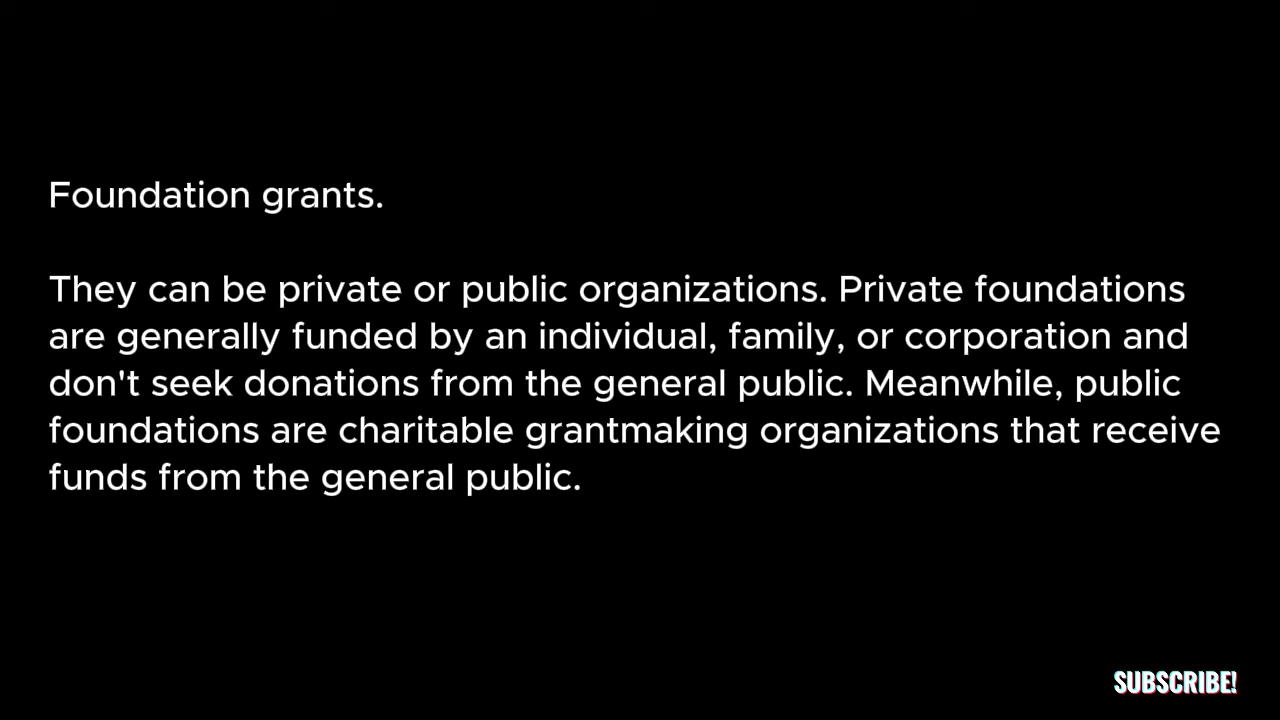 Foundation grants.
They can be private or public organizations. Private foundations
are generally funded by an individual, family, or corporation and
don't seek donations from the general public. Meanwhile, public
foundations are charitable grantmaking organizations that receive
funds from the general public.
SUBSCRIBE!